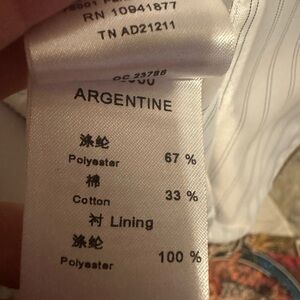 RN 10941877
TN AD21211
ARGENTINE
涤纶
Polyester 67 %
棉
Cotton 33 %
衬 Lining
涤纶
Polyester 100 %